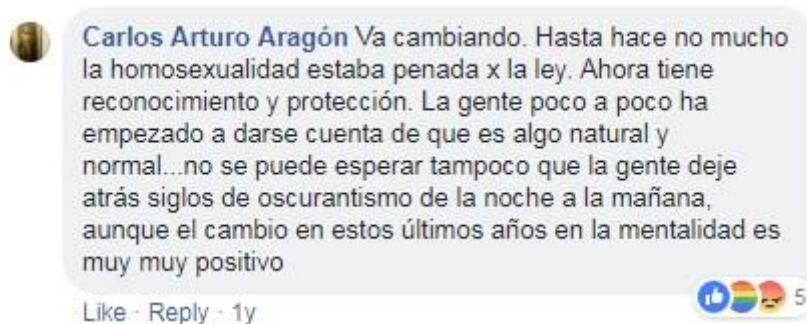 Carlos Arturo Aragón Va cambiando. Hasta hace no mucho
la homosexualidad estaba penada x la ley. Ahora tiene
reconocimiento y protección. La gente poco a poco ha
empezado a darse cuenta de que es algo natural y
normal...no se puede esperar tampoco que la gente deje
atrás siglos de oscurantismo de la noche a la mañana,
aunque el cambio en estos últimos años en la mentalidad es
muy muy positivo
5
Like · Reply · 1y